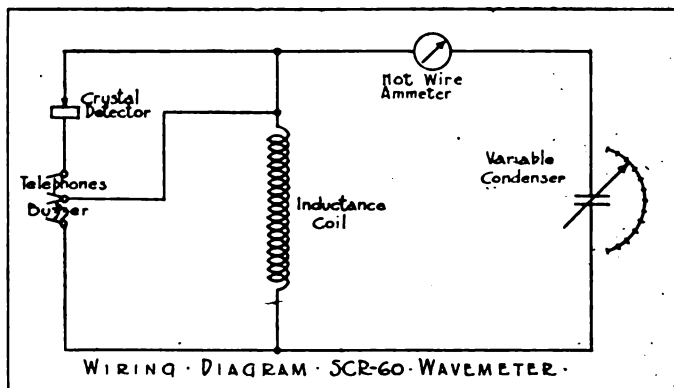 Crystal
Detector
Hot Wire
Ammeter
Telephones
Buzzer
Variable
Condenser
Inductance
Coil
WIRING · DIAGRAM · SCR-60 · WAVEMETER ·